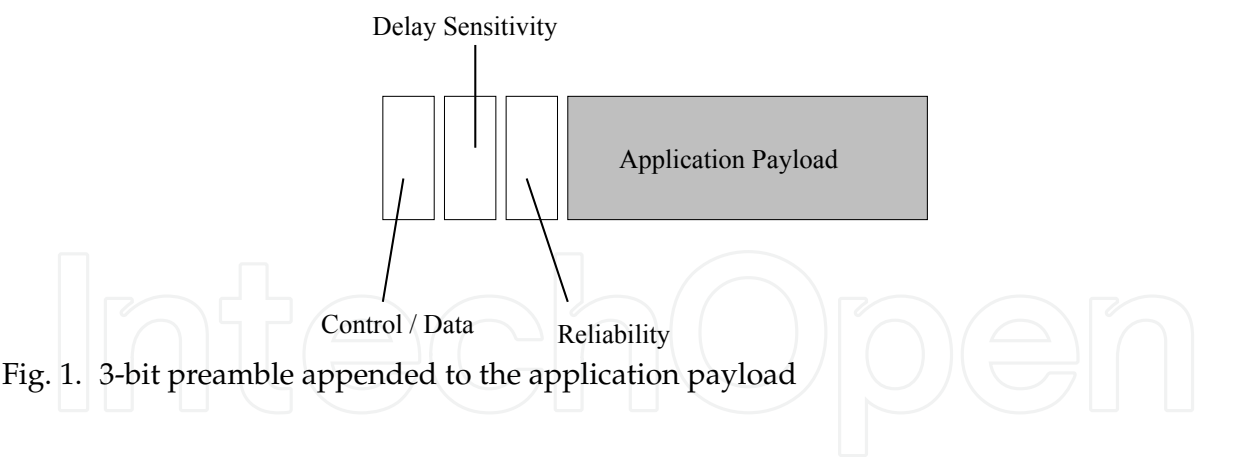 Delay Sensitivity
Application Payload
Control / Data
Reliability
Fig. 1. 3-bit preamble appended to the application payload
IntechOpen